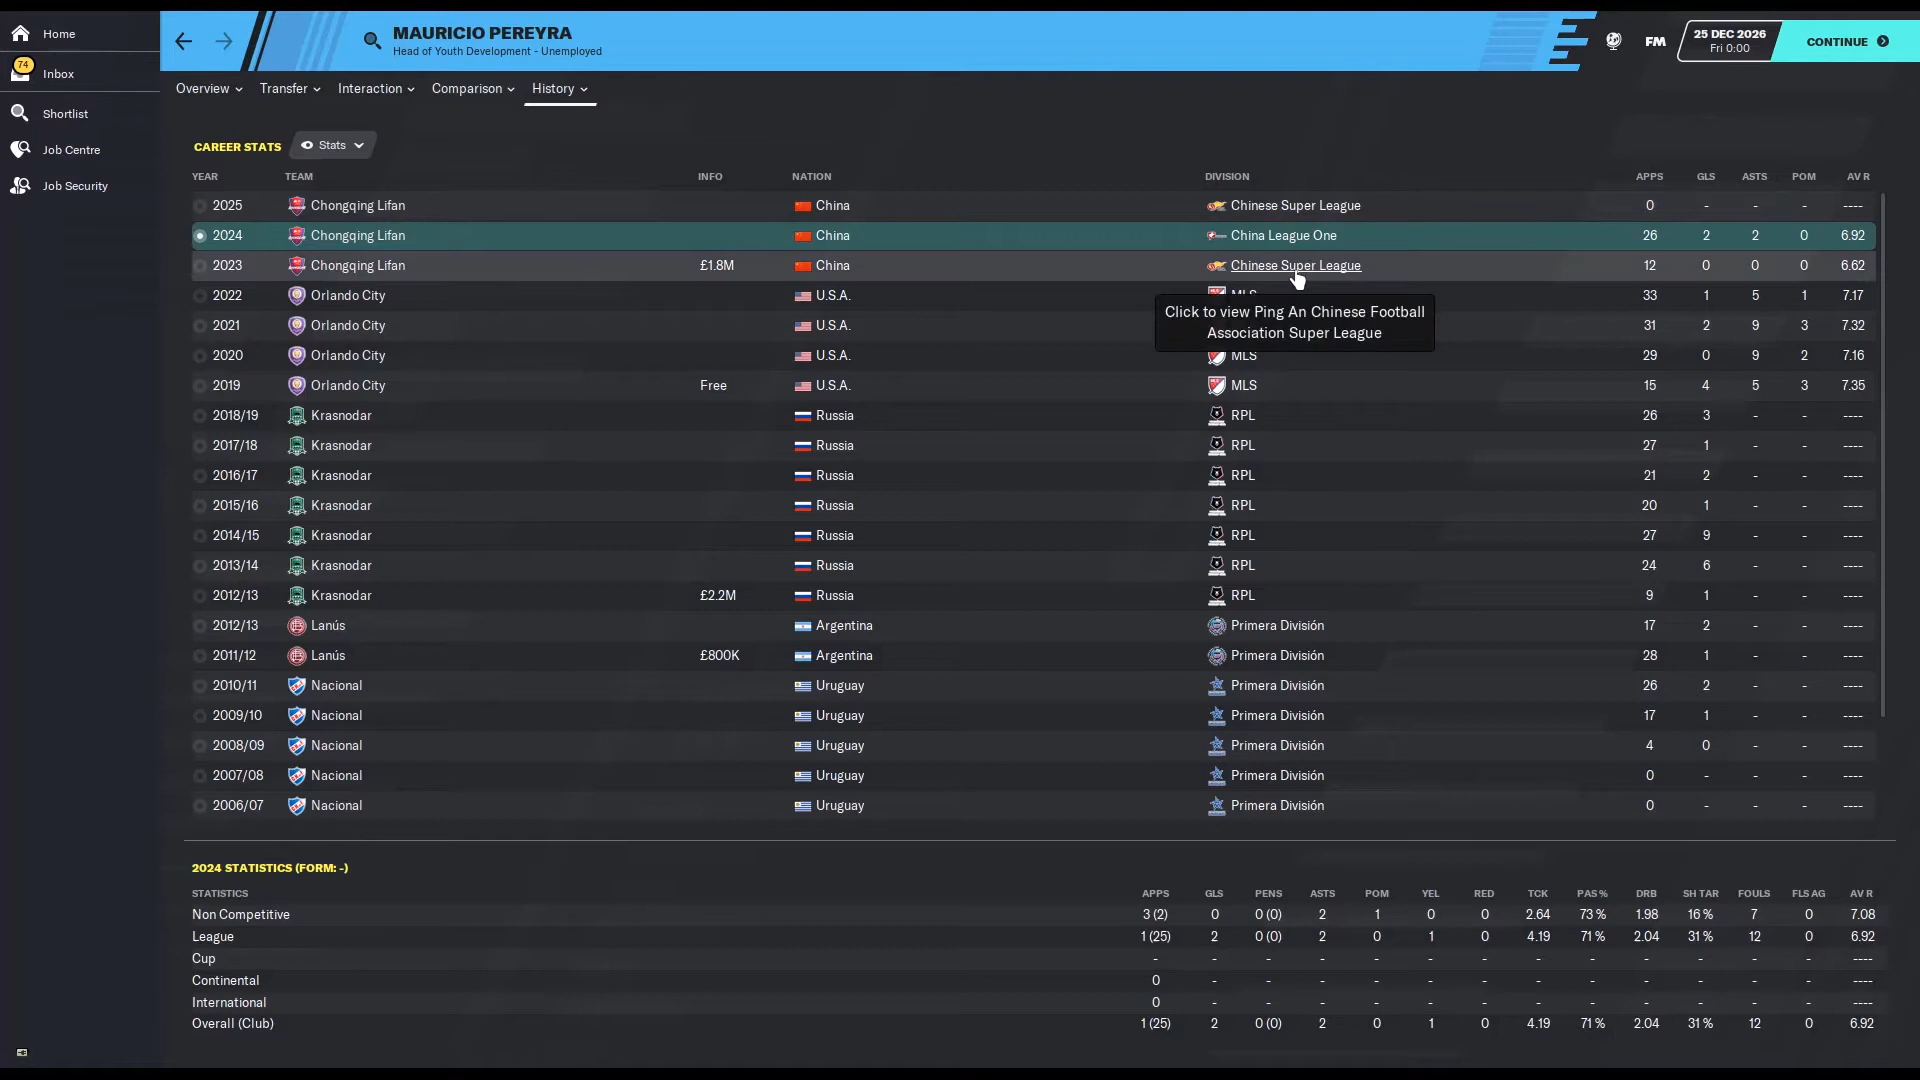 Home
74
Inbox
Shortlist
Job Centre
Job Security
MAURICIO PEREYRA
Head of Youth Development - Unemployed
FM
25 DEC 2026
Fri 0:00
CONTINUE
Overview Transfer Interaction Comparison History
CAREER STATS Stats
YEAR TEAM INFO NATION DIVISION APPS GLS ASTS POM AV R
2025 Chongqing Lifan China Chinese Super League 0 - - - ----
2024 Chongqing Lifan China China League One 26 2 2 0 6.92
2023 Chongqing Lifan £1.8M China Chinese Super League 12 0 0 0 6.62
2022 Orlando City U.S.A. MLS 33 1 5 1 7.17
Click to view Ping An Chinese Football
Association Super League
2021 Orlando City U.S.A. 31 2 9 3 7.32
2020 Orlando City U.S.A. MLS 29 0 9 2 7.16
2019 Orlando City Free U.S.A. MLS 15 4 5 3 7.35
2018/19 Krasnodar Russia RPL 26 3 - - ----
2017/18 Krasnodar Russia RPL 27 1 - - ----
2016/17 Krasnodar Russia RPL 21 2 - - ----
2015/16 Krasnodar Russia RPL 20 1 - - ----
2014/15 Krasnodar Russia RPL 27 9 - - ----
2013/14 Krasnodar Russia RPL 24 6 - - ----
2012/13 Krasnodar £2.2M Russia RPL 9 1 - - ----
2012/13 Lanús Argentina Primera División 17 2 - - ----
2011/12 Lanús £800K Argentina Primera División 28 1 - - ----
2010/11 Nacional Uruguay Primera División 26 2 - - ----
2009/10 Nacional Uruguay Primera División 17 1 - - ----
2008/09 Nacional Uruguay Primera División 4 0 - - ----
2007/08 Nacional Uruguay Primera División 0 - - - ----
2006/07 Nacional Uruguay Primera División 0 - - - ----
2024 STATISTICS (FORM: -)
STATISTICS APPS GLS PENS ASTS POM YEL RED TCK PAS % DRB SH TAR FOULS FLS AG AV R
Non Competitive 3 (2) 0 0 (0) 2 1 0 0 2.64 73 % 1.98 16 % 7 0 7.08
League 1 (25) 2 0 (0) 2 0 1 0 4.19 71 % 2.04 31 % 12 0 6.92
Cup - - - - - - - - - - - - - ----
Continental 0 - - - - - - - - - - - - ----
International 0 - - - - - - - - - - - - ----
Overall (Club) 1 (25) 2 0 (0) 2 0 1 0 4.19 71 % 2.04 31 % 12 0 6.92